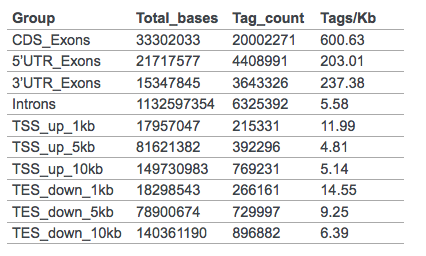 Group Total_bases Tag_count Tags/Kb
CDS_Exons 33302033 20002271 600.63
5'UTR_Exons 21717577 4408991 203.01
3'UTR_Exons 15347845 3643326 237.38
Introns 1132597354 6325392 5.58
TSS_up_1kb 17957047 215331 11.99
TSS_up_5kb 81621382 392296 4.81
TSS_up_10kb 149730983 769231 5.14
TES_down_1kb 18298543 266161 14.55
TES_down_5kb 78900674 729997 9.25
TES_down_10kb 140361190 896882 6.39